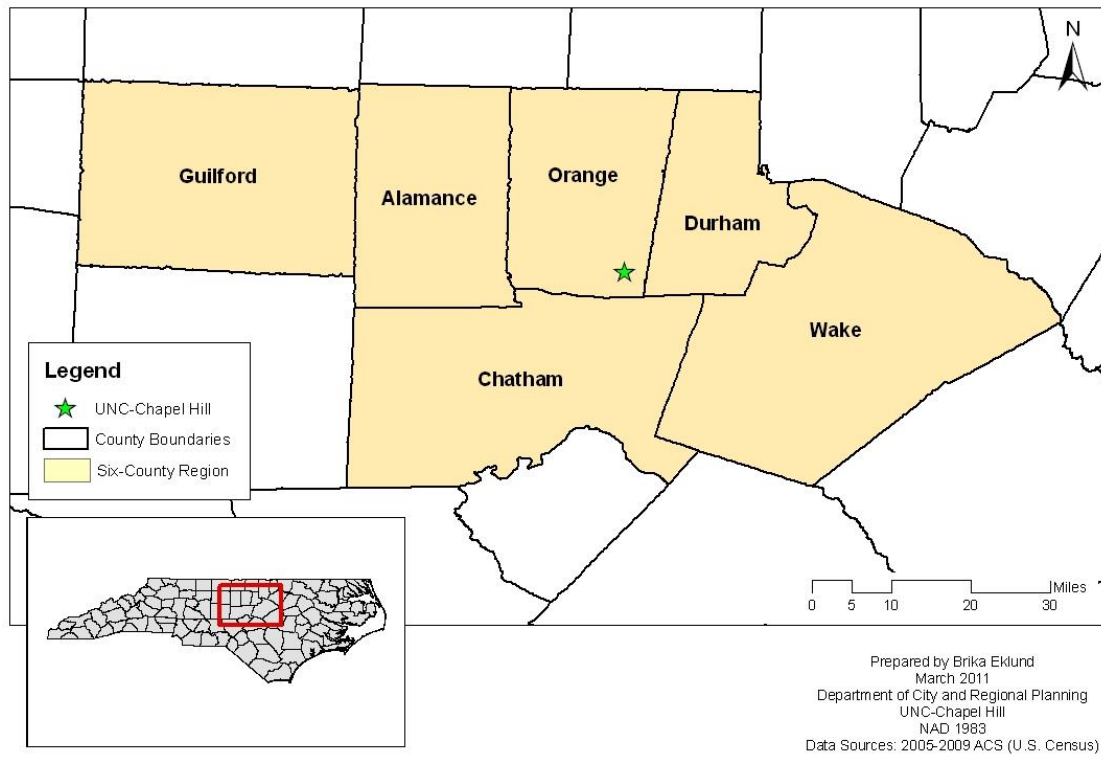 N
Guilford
Alamance
Orange
Durham
Wake
Chatham
Legend
UNC-Chapel Hill
County Boundaries
Six-County Region
Miles
0 5 10 20 30
Prepared by Brika Eklund
March 2011
Department of City and Regional Planning
UNC-Chapel Hill
NAD 1983
Data Sources: 2005-2009 ACS (U.S. Census)